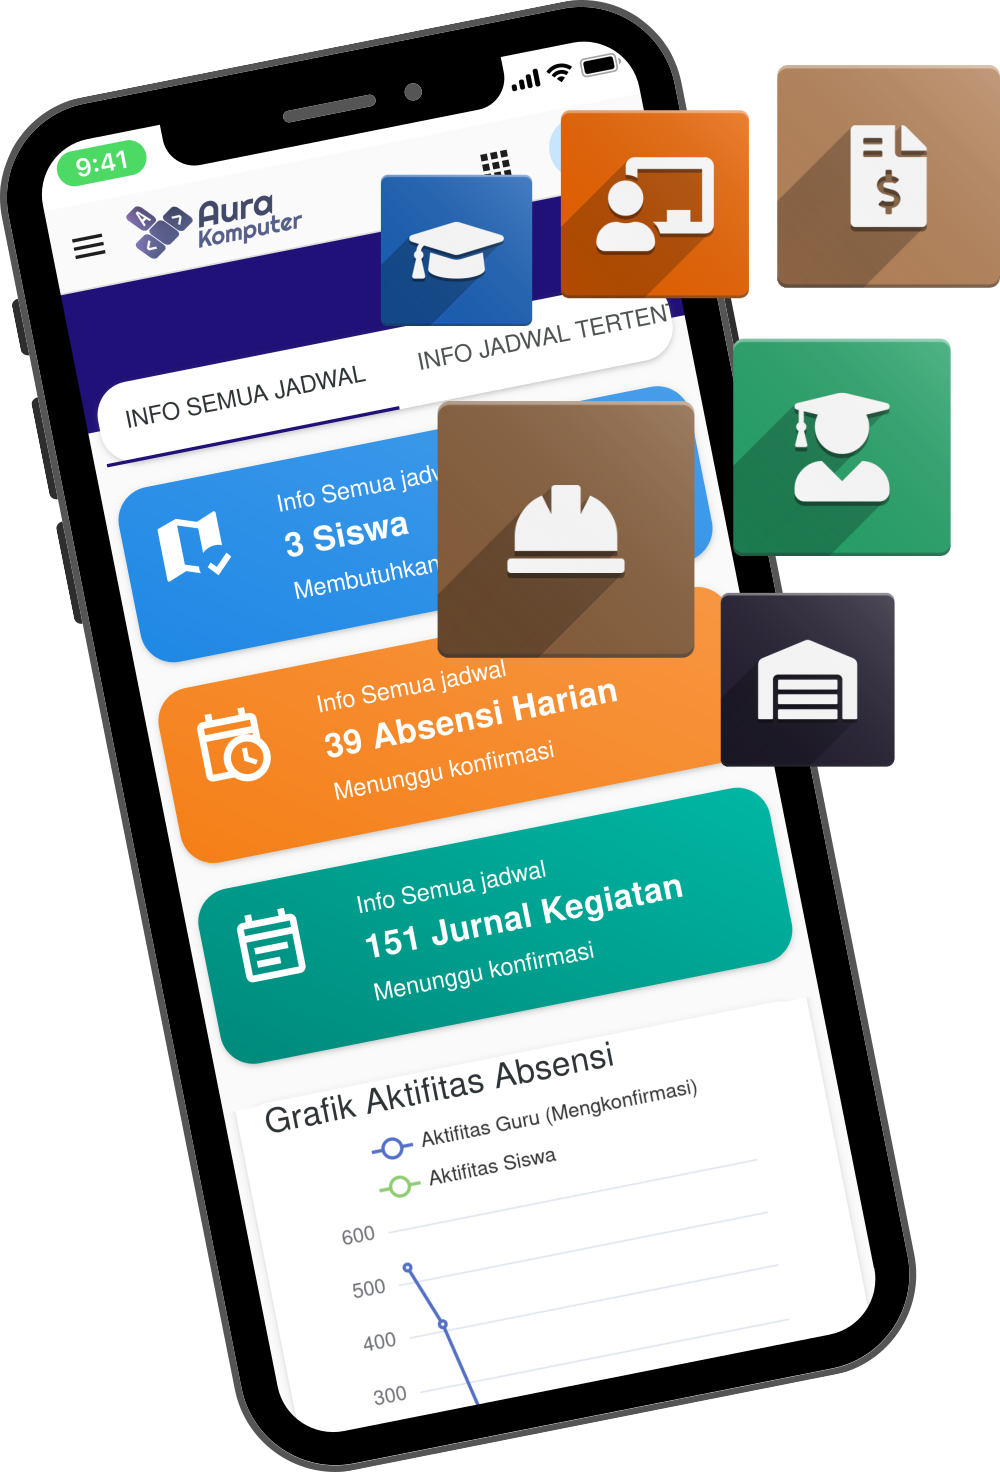 9:41
Aura
Komputer
INFO SEMUA JADWAL
INFO JADWAL TERTENT
Info Semua jadw
3 Siswa
Membutuhkan
Info Semua jadwal
39 Absensi Harian
Menunggu konfirmasi
Info Semua jadwal
151 Jurnal Kegiatan
Menunggu konfirmasi
Grafik Aktifitas Absensi
Aktifitas Guru (Mengkonfirmasi)
Aktifitas Siswa
600
500
400
300